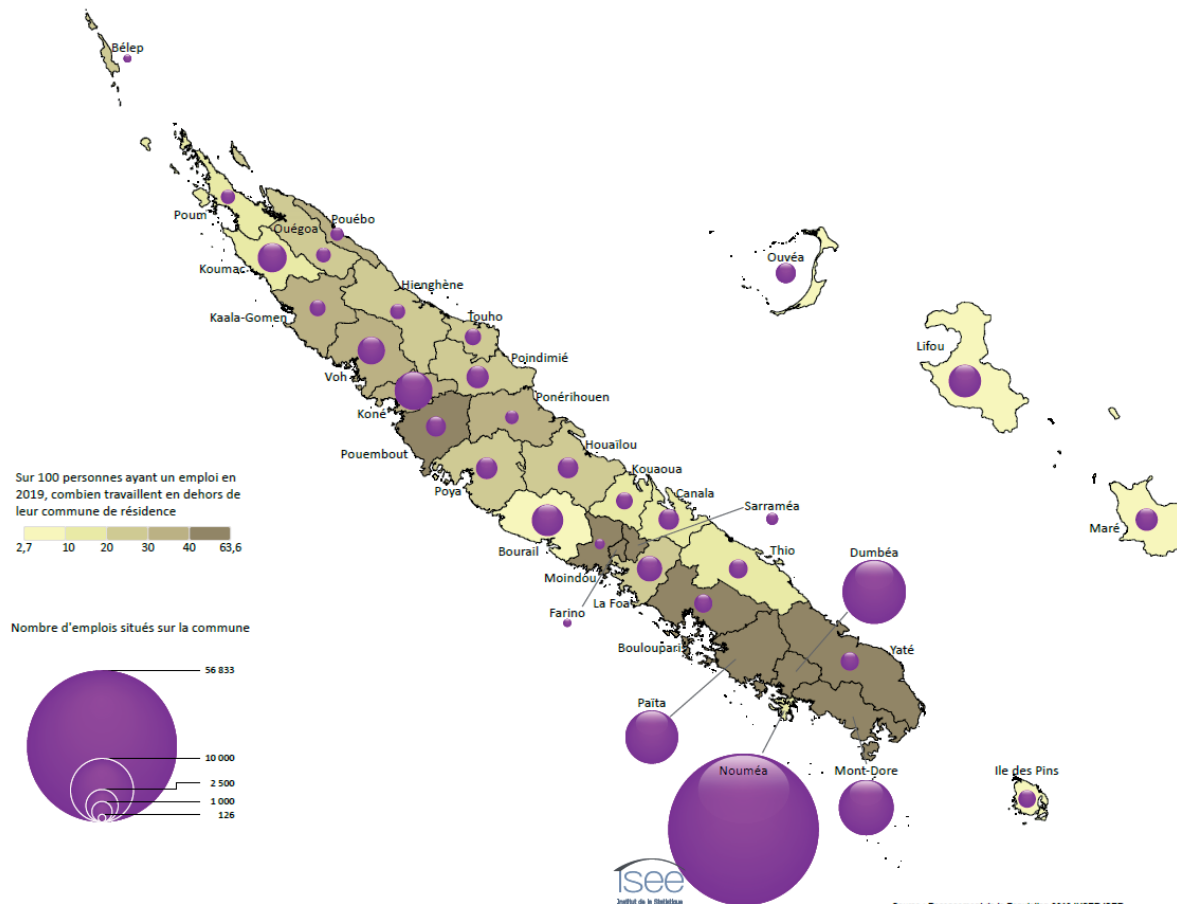 Bélep
Poum
Ouégoa
Pouébo
Koumac
Hienghène
Kaala-Gomen
Touho
Voh
Poindimié
Koné
Ponérihouen
Pouembout
Houaïlou
Poya
Kouaoua
Canala
Sarraméa
Bourail
Thio
Moindou
La Foa
Farino
Dumbéa
Boulouparis
Yaté
Païta
Nouméa
Mont-Dore
Ile des Pins
Ouvéa
Lifou
Maré
Sur 100 personnes ayant un emploi en
2019, combien travaillent en dehors de
leur commune de résidence
2,7 10 20 30 40 63,6
Nombre d'emplois situés sur la commune
56 833
10 000
2 500
1 000
126
isee
Institut de la Statistique